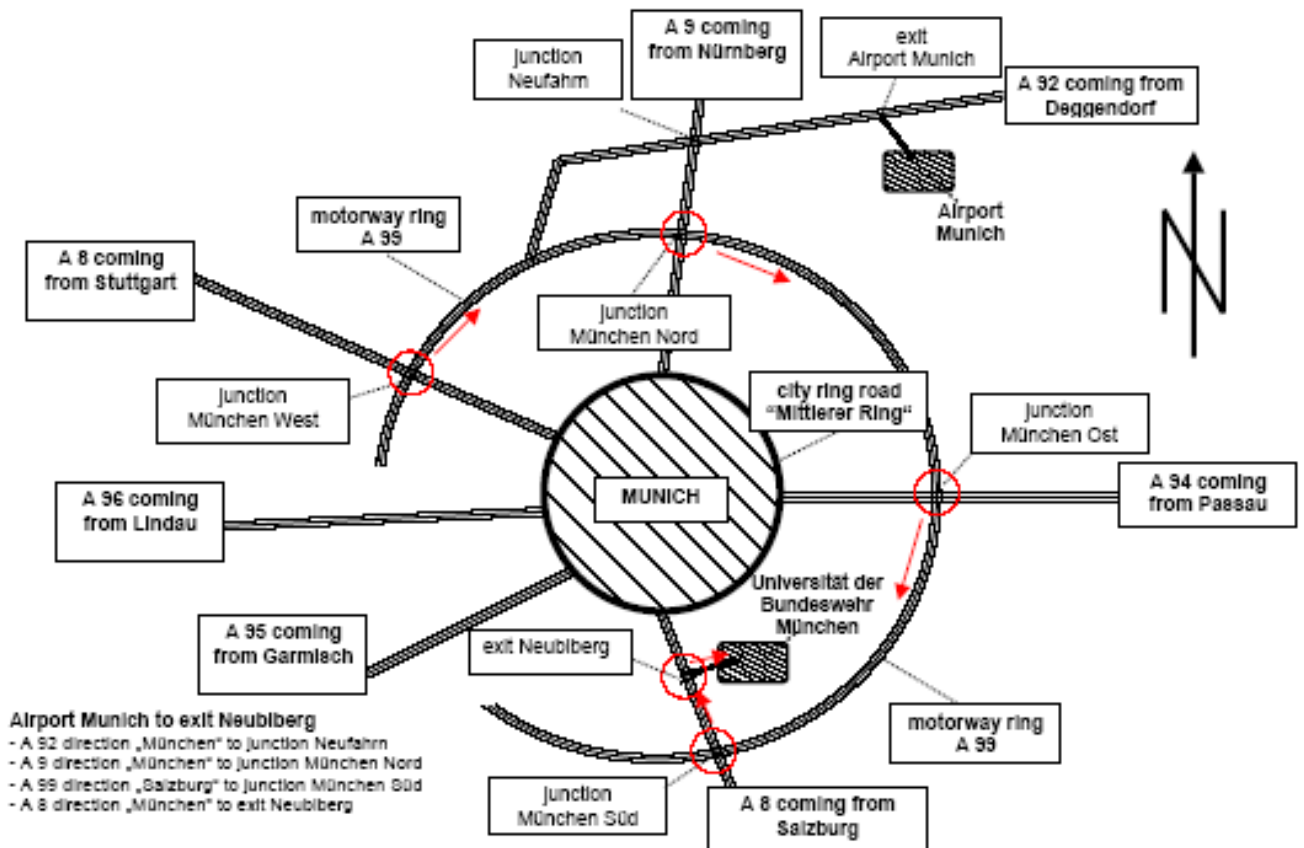 A 9 coming
from Nürnberg
exit
Airport Munich
junction
Neufahrn
A 92 coming from
Deggendorf
motorway ring
A 99
Airport
Munich
N
A 8 coming
from Stuttgart
junction
München Nord
junction
München West
city ring road
"Mittlerer Ring"
junction
München Ost
A 96 coming
from Lindau
MUNICH
A 94 coming
from Passau
Universität der
Bundeswehr
München
A 95 coming
from Garmisch
exit Neubiberg
motorway ring
A 99
Airport Munich to exit Neubiberg
- A 92 direction „München" to junction Neufahrn
- A 9 direction „München" to junction München Nord
- A 99 direction „Salzburg" to junction München Süd
- A 8 direction „München" to exit Neubiberg
junction
München Süd
A 8 coming from
Salzburg